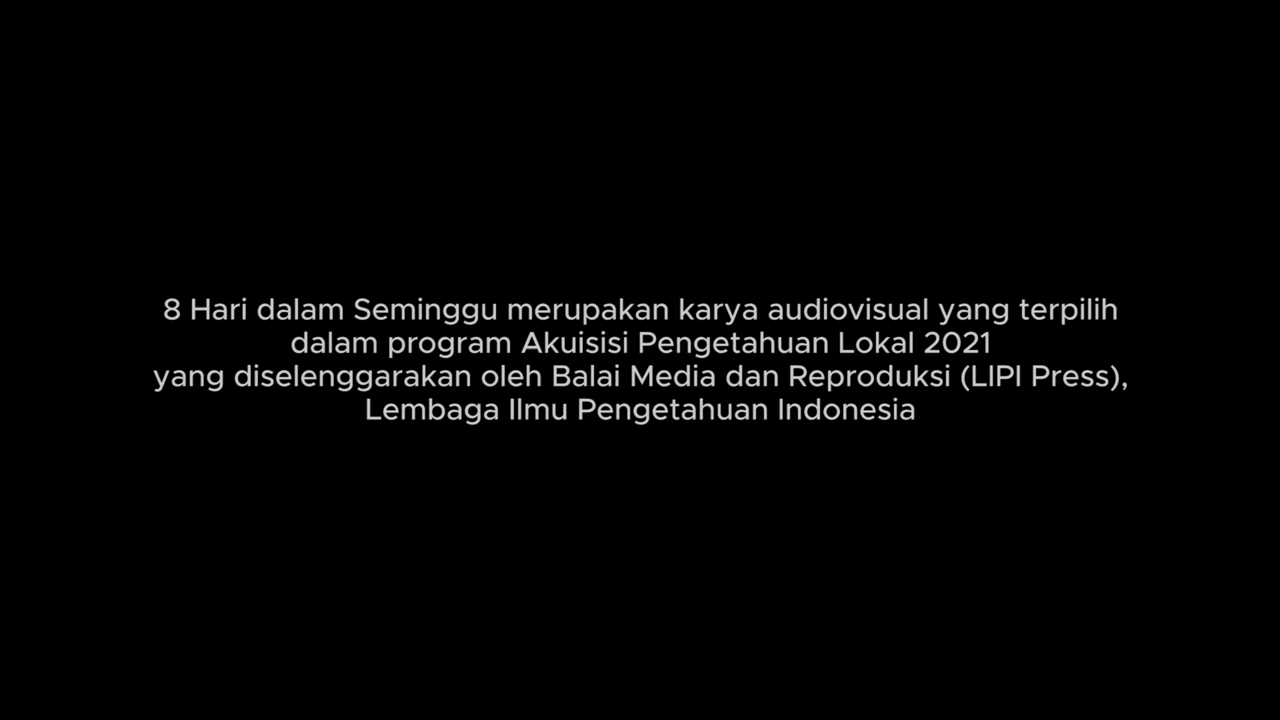 8 Hari dalam Seminggu merupakan karya audiovisual yang terpilih
dalam program Akuisisi Pengetahuan Lokal 2021
yang diselenggarakan oleh Balai Media dan Reproduksi (LIPI Press),
Lembaga Ilmu Pengetahuan Indonesia